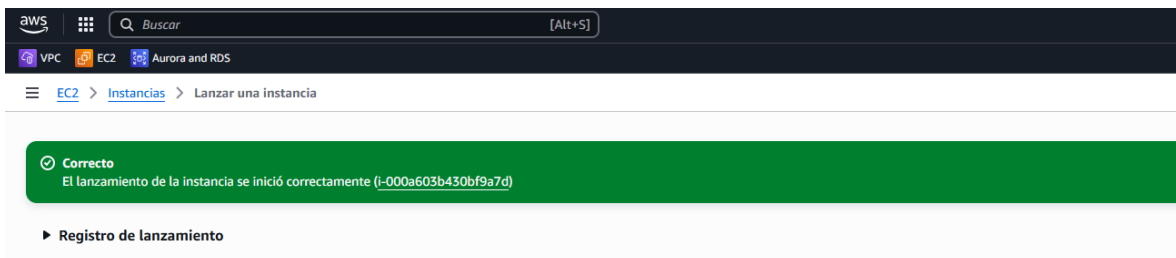 aws
Buscar [Alt+S]
VPC EC2 Aurora and RDS
EC2 > Instancias > Lanzar una instancia
Correcto
El lanzamiento de la instancia se inició correctamente (i-000a603b430bf9a7d)
Registro de lanzamiento